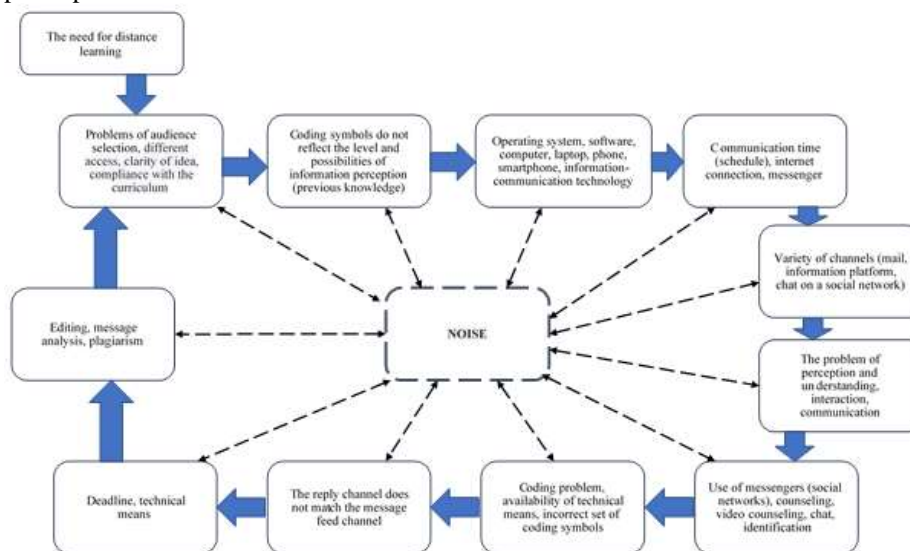 The need for distance
learning
Problems of audience
selection, different
access, clarity of idea,
compliance with the
curriculum
Coding symbols do not
reflect the level and
possibilities of
information perception
(previous knowledge)
Operating system, software,
computer, laptop, phone,
smartphone, information-
communication technology
Communication time
(schedule), internet
connection, messenger
Variety of channels (mail,
information platform,
chat on a social network)
Editing, message
analysis, plagiarism
NOISE
The problem of
perception and
understanding,
interaction,
communication
Deadline, technical
means
The reply channel does
not match the message
feed channel
Coding problem,
availability of technical
means, incorrect set of
coding symbols
Use of messengers (social
networks), counseling,
video counseling, chat,
identification